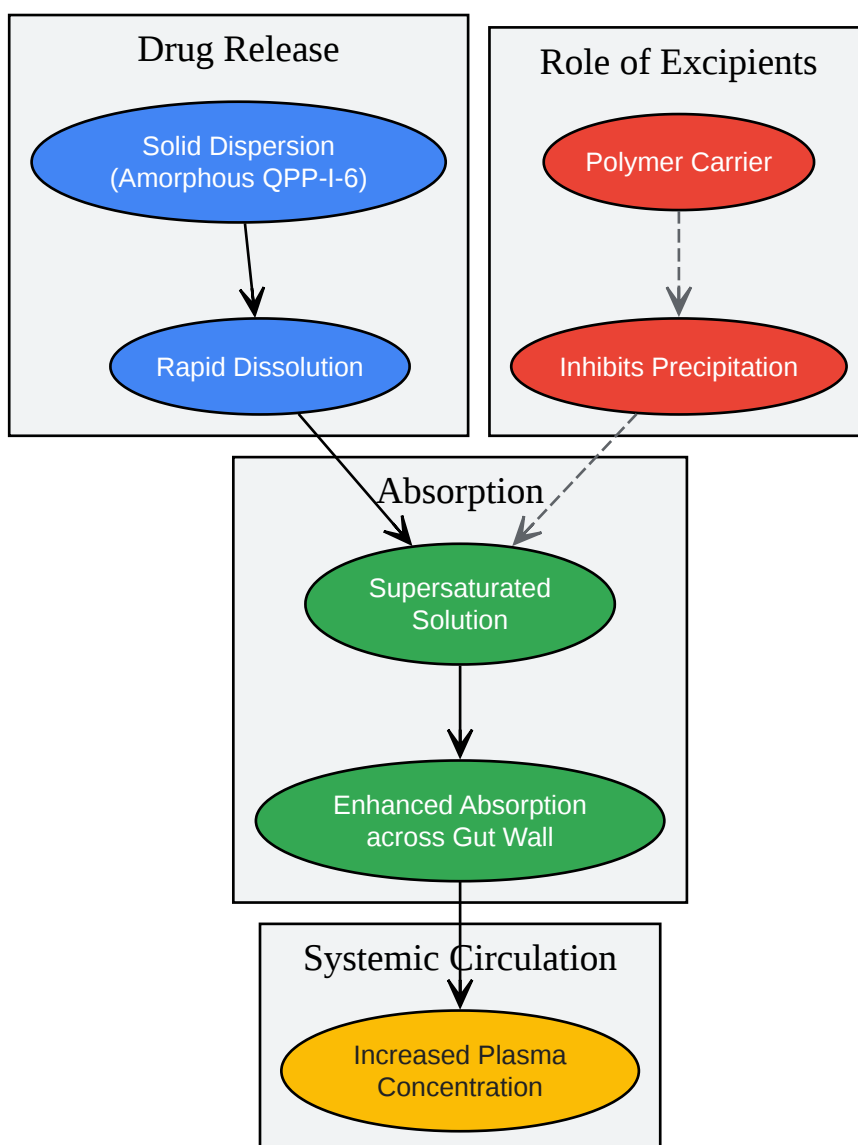 Drug Release
Solid Dispersion
(Amorphous QPP-I-6)
Rapid Dissolution
Role of Excipients
Polymer Carrier
Inhibits Precipitation
Absorption
Supersaturated
Solution
Enhanced Absorption
across Gut Wall
Systemic Circulation
Increased Plasma
Concentration